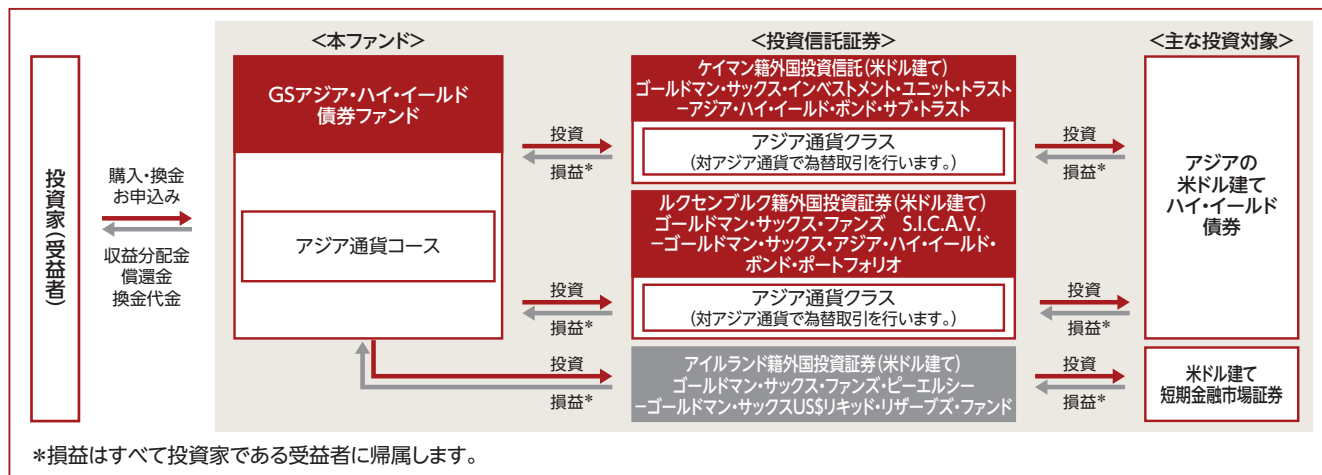 <本ファンド>
<投資信託証券>
<主な投資対象>
投資家(受益者)
購入・換金
お申込み
収益分配金
償還金
換金代金
GSアジア・ハイ・イールド
債券ファンド
アジア通貨コース
投資
損益*
ケイマン籍外国投資信託(米ドル建て)
ゴールドマン・サックス・インベストメント・ユニット・トラスト
−アジア・ハイ・イールド・ボンド・サブ・トラスト
アジア通貨クラス
(対アジア通貨で為替取引を行います。)
投資
損益*
アジアの
米ドル建て
ハイ・イールド
債券
投資
損益*
ルクセンブルク籍外国投資証券(米ドル建て)
ゴールドマン・サックス・ファンズ S.I.C.A.V.
−ゴールドマン・サックス・アジア・ハイ・イールド・
ボンド・ポートフォリオ
アジア通貨クラス
(対アジア通貨で為替取引を行います。)
投資
損益*
投資
損益*
アイルランド籍外国投資証券(米ドル建て)
ゴールドマン・サックス・ファンズ・ピーエルシー
−ゴールドマン・サックスUS$リキッド・リザーブズ・ファンド
投資
損益*
米ドル建て
短期金融市場証券
*損益はすべて投資家である受益者に帰属します。